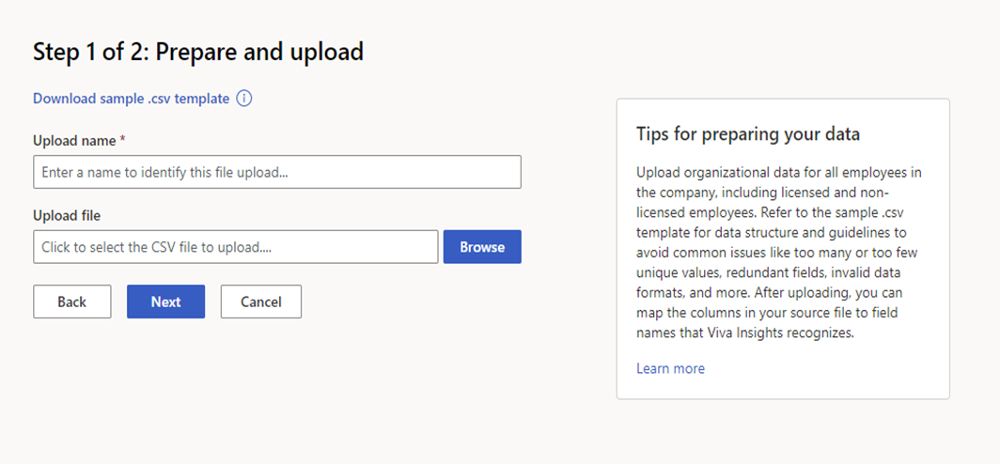 Step 1 of 2: Prepare and upload
Download sample .csv template
Upload name *
Enter a name to identify this file upload...
Upload file
Click to select the CSV file to upload....
Browse
Back
Next
Cancel
Tips for preparing your data
Upload organizational data for all employees in
the company, including licensed and non-
licensed employees. Refer to the sample .csv
template for data structure and guidelines to
avoid common issues like too many or too few
unique values, redundant fields, invalid data
formats, and more. After uploading, you can
map the columns in your source file to field
names that Viva Insights recognizes.
Learn more